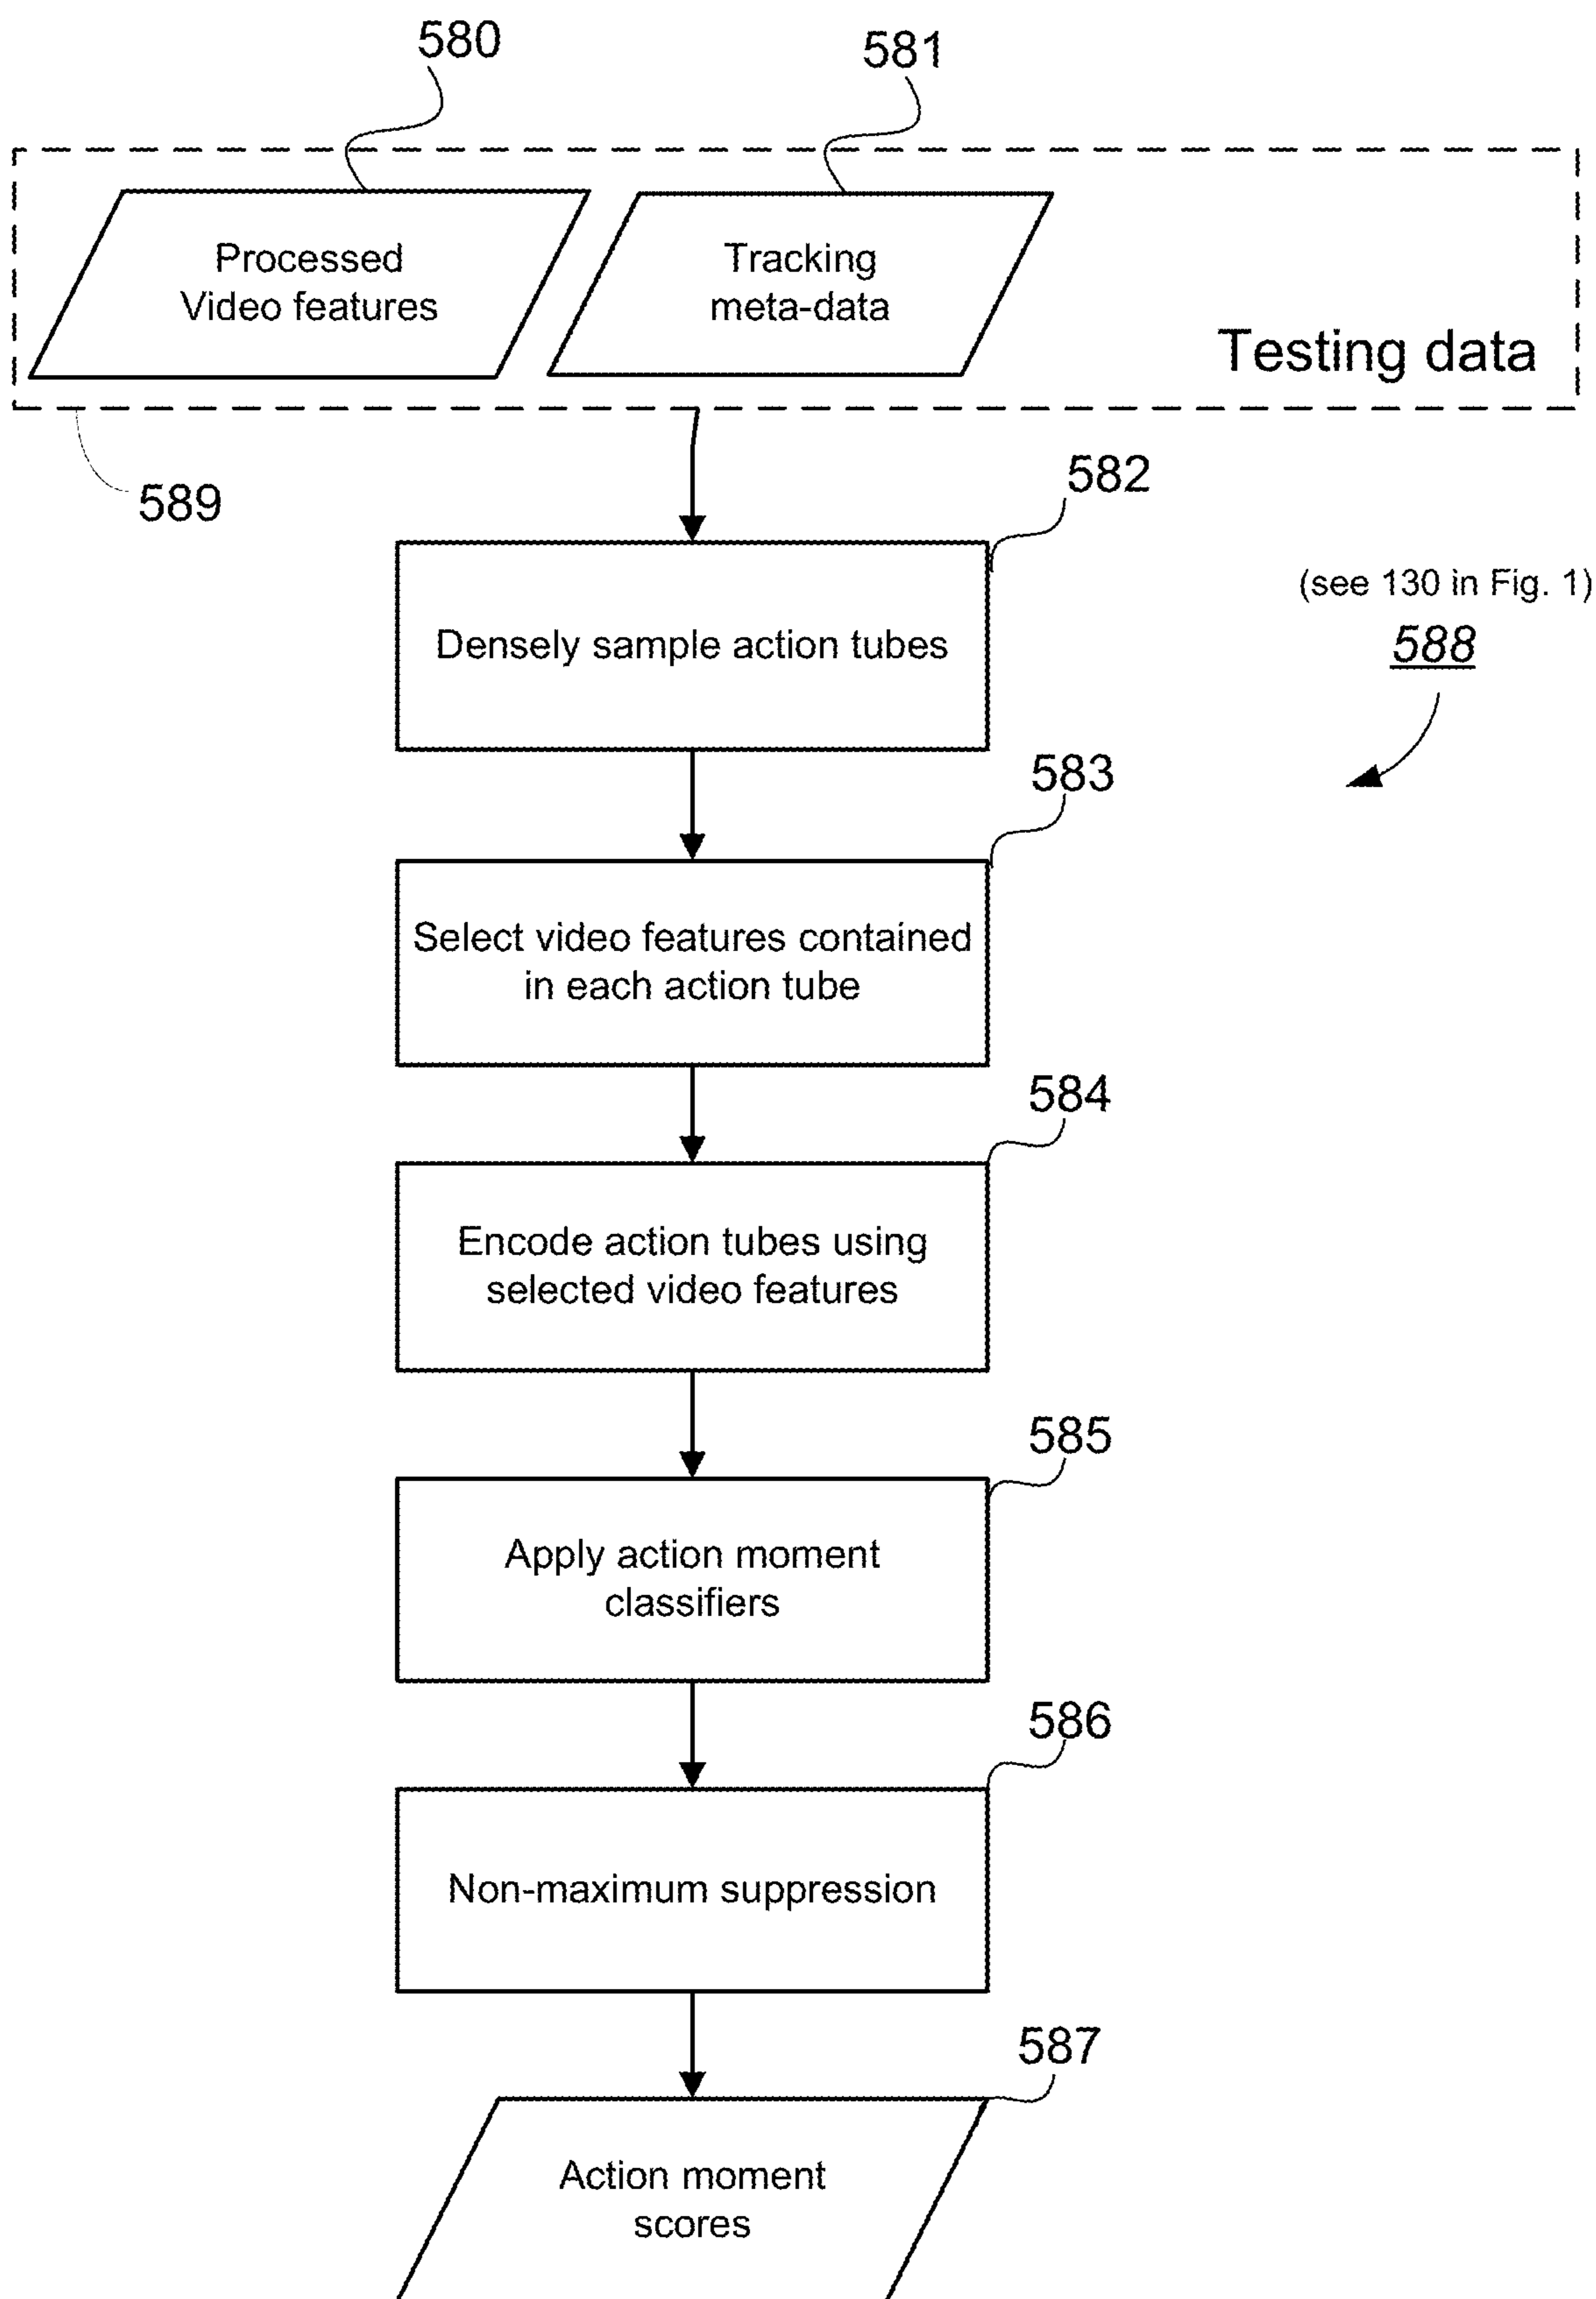 580
581
Processed
Video features
Tracking
meta-data
Testing data
589
582
(see 130 in Fig. 1)
588
Densely sample action tubes
583
Select video features contained
in each action tube
584
Encode action tubes using
selected video features
585
Apply action moment
classifiers
586
Non-maximum suppression
587
Action moment
scores